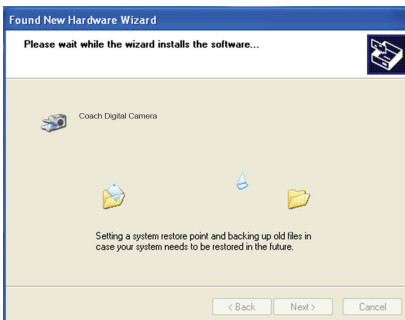 Found New Hardware Wizard
Please wait while the wizard installs the software...
Coach Digital Camera
Setting a system restore point and backing up old files in
case your system needs to be restored in the future.
< Back
Next >
Cancel